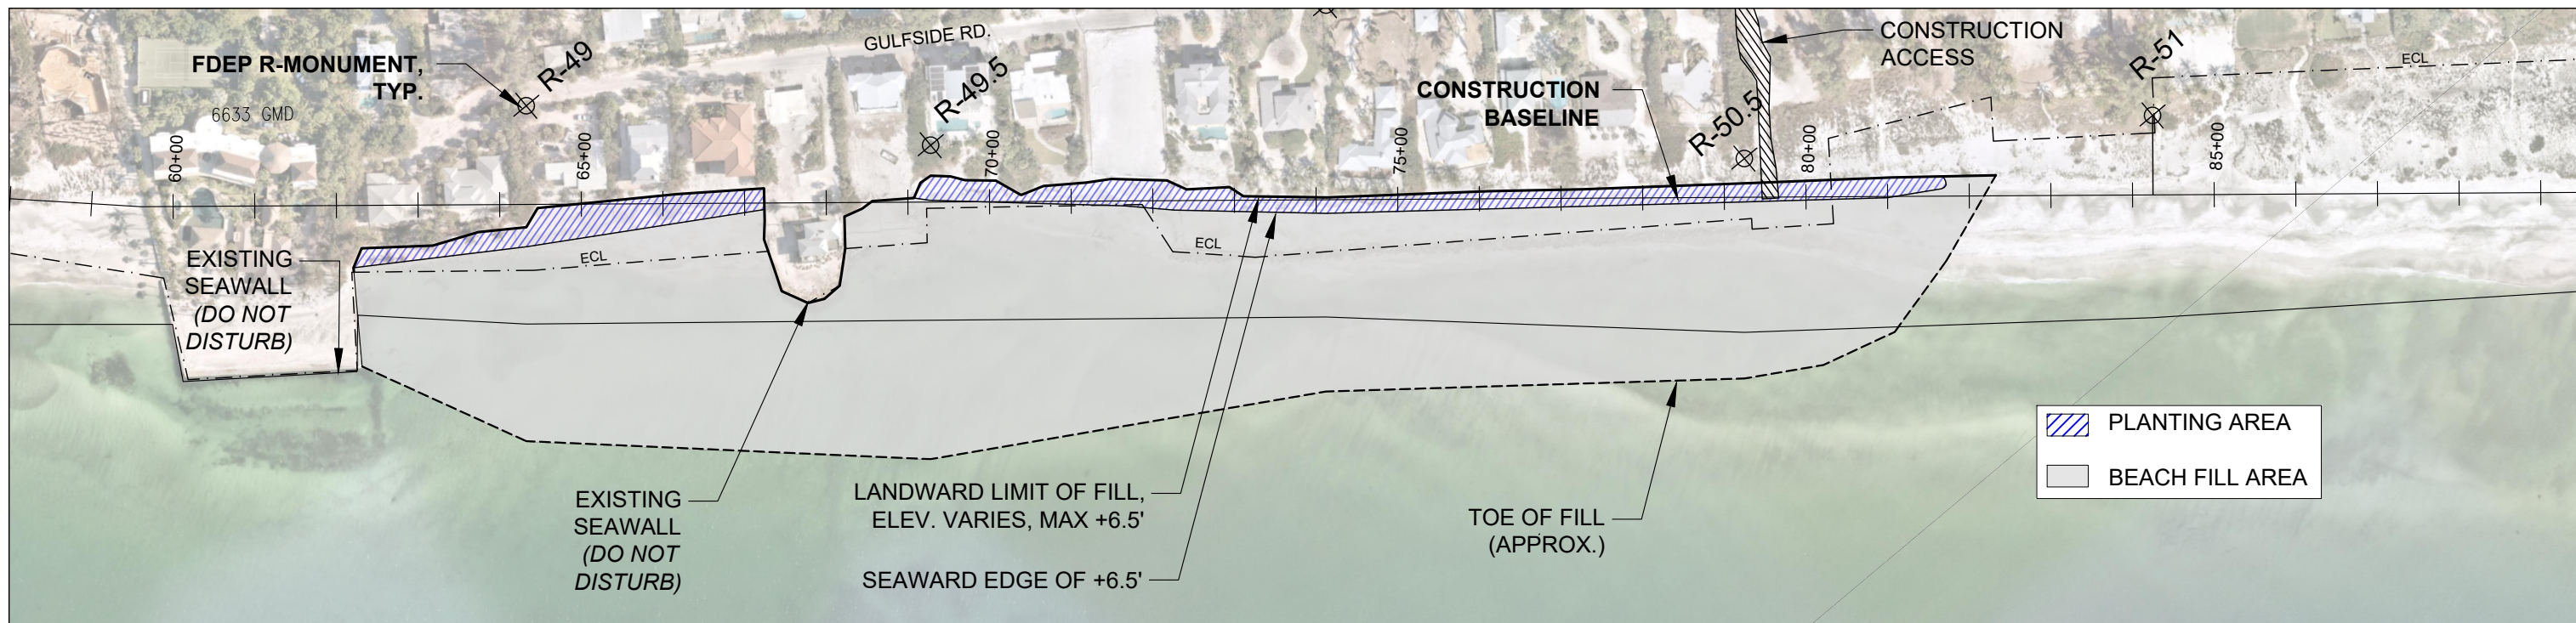 FDEP R-MONUMENT,
TYP.
6633 GMD
R-49
GULFSIDE RD.
R-49.5
CONSTRUCTION
BASELINE
R-50.5
CONSTRUCTION
ACCESS
R-51
ECL
60+00
65+00
70+00
75+00
80+00
85+00
EXISTING
SEAWALL
(DO NOT
DISTURB)
ECL
ECL
EXISTING
SEAWALL
(DO NOT
DISTURB)
LANDWARD LIMIT OF FILL,
ELEV. VARIES, MAX +6.5'
SEAWARD EDGE OF +6.5'
TOE OF FILL
(APPROX.)
PLANTING AREA
BEACH FILL AREA